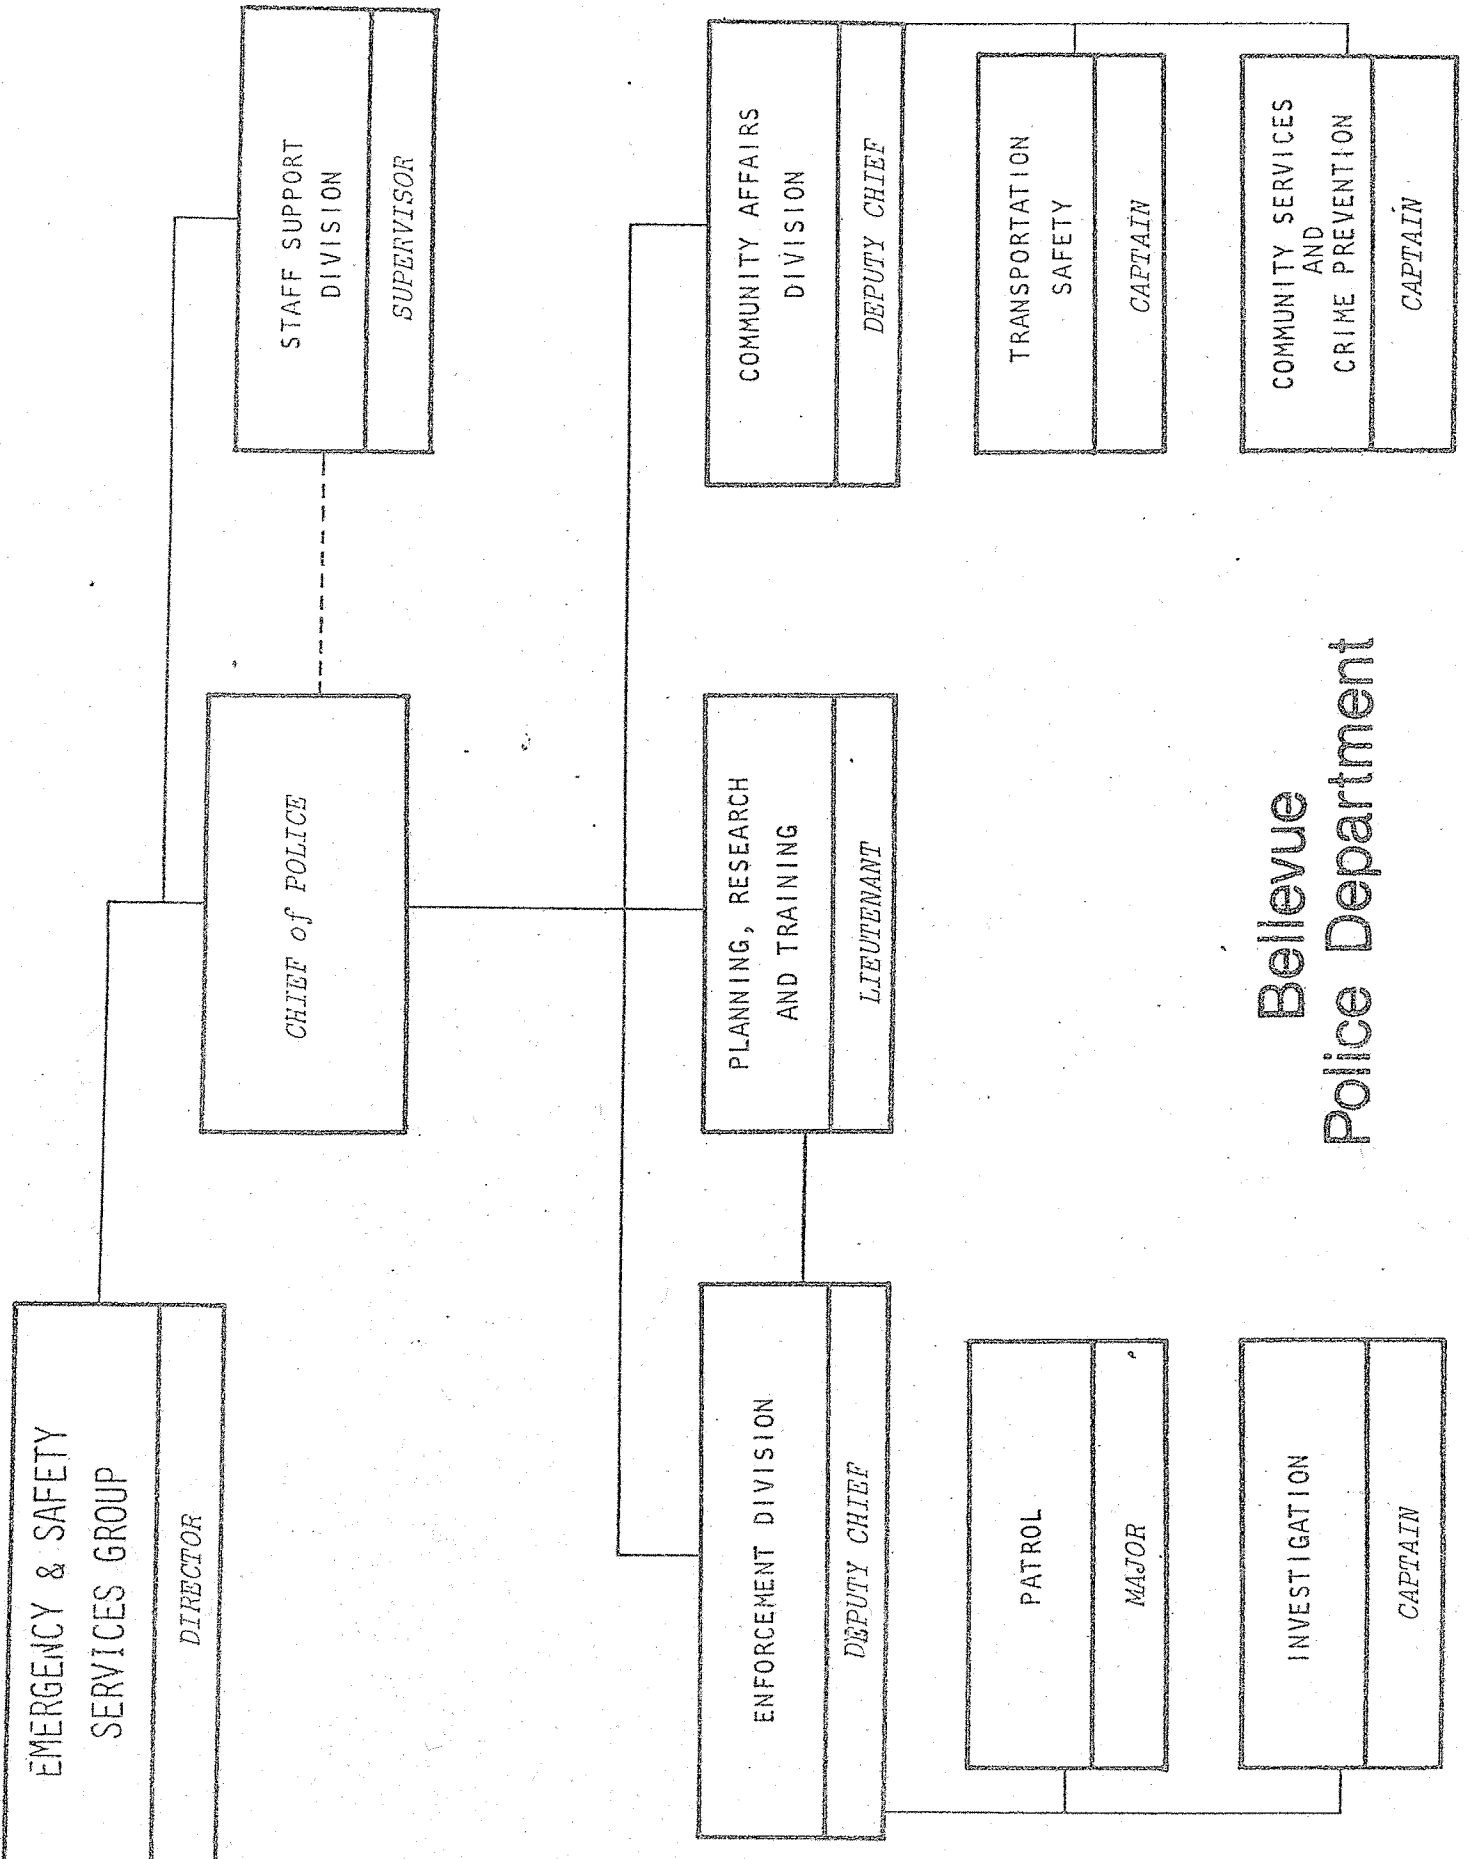 EMERGENCY & SAFETY
SERVICES GROUP
DIRECTOR
CHIEF of POLICE
STAFF SUPPORT
DIVISION
SUPERVISOR
ENFORCEMENT DIVISION
DEPUTY CHIEF
PLANNING, RESEARCH
AND TRAINING
LIEUTENANT
COMMUNITY AFFAIRS
DIVISION
DEPUTY CHIEF
PATROL
MAJOR
TRANSPORTATION
SAFETY
CAPTAIN
INVESTIGATION
CAPTAIN
COMMUNITY SERVICES
AND
CRIME PREVENTION
CAPTAIN
Bellevue
Police Department